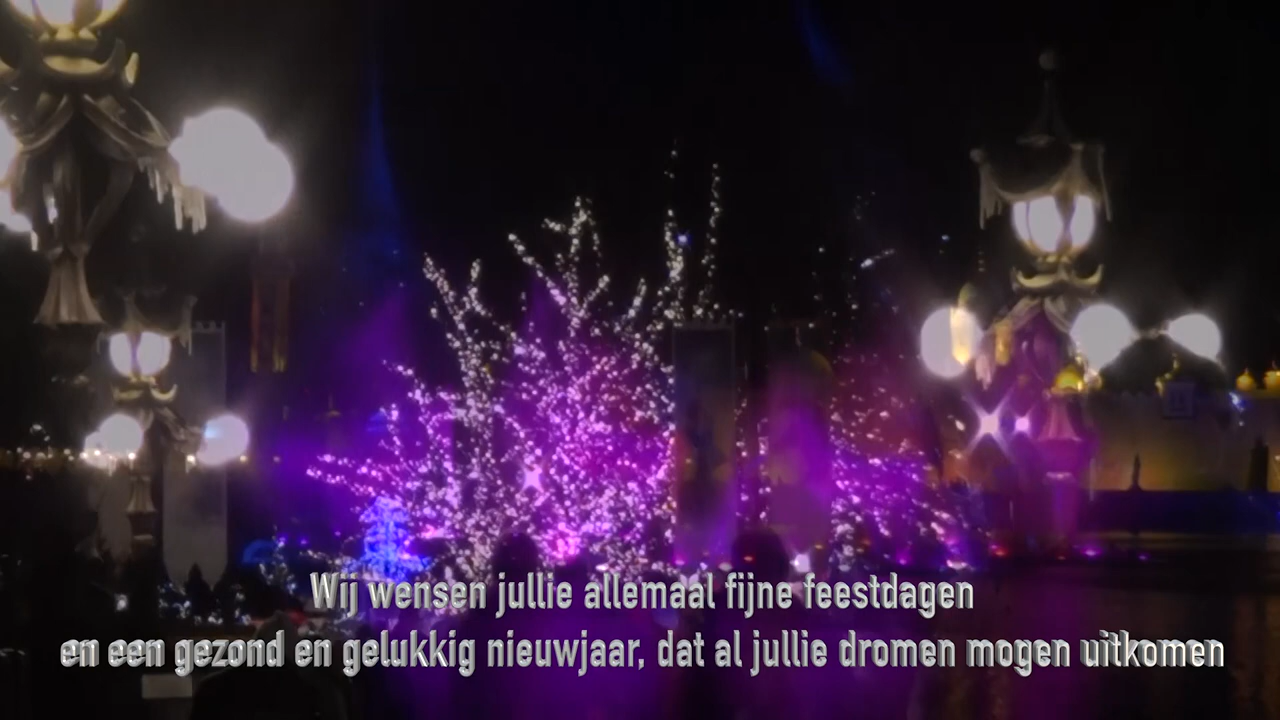 Wij wensen jullie allemaal fijne feestdagen
en een gezond en gelukkig nieuwjaar, dat al jullie dromen mogen uitkomen